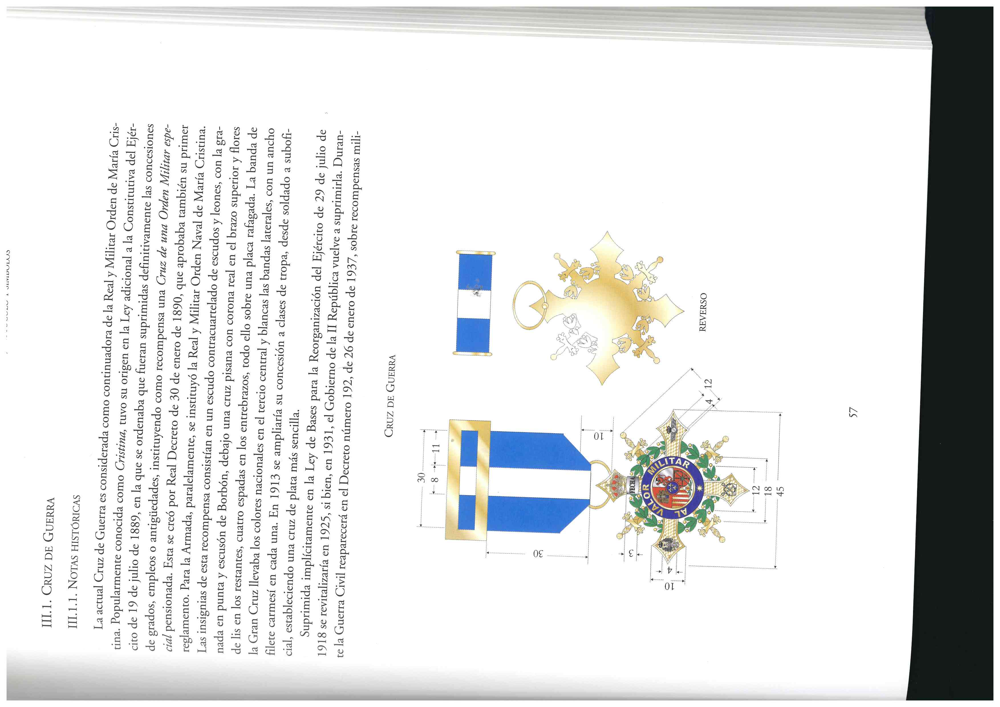 III.1. CRUZ DE GUERRA
III.1.1. NOTAS HISTÓRICAS
La actual Cruz de Guerra es considerada como continuadora de la Real y Militar Orden de María Cris-
tina. Popularmente conocida como Cristina, tuvo su origen en la Ley adicional a la Constitutiva del Ejér-
cito de 19 de julio de 1889, en la que se ordenaba que fueran suprimidas definitivamente las concesiones
de grados, empleos o antigüedades, instituyendo como recompensa una Cruz de una Orden Militar espe-
cial pensionada. Esta se creó por Real Decreto de 30 de enero de 1890, que aprobaba también su primer
reglamento. Para la Armada, paralelamente, se instituyó la Real y Militar Orden Naval de María Cristina.
Las insignias de esta recompensa consistían en un escudo contracuartelado de escudos y leones, con la gra-
nada en punta y escusón de Borbón, debajo una cruz pisana con corona real en el brazo superior y flores
de lis en los restantes, cuatro espadas en los entrebrazos, todo ello sobre una placa rafagada. La banda de
la Gran Cruz llevaba los colores nacionales en el tercio central y blancas las bandas laterales, con un ancho
filete carmesí en cada una. En 1913 se ampliaría su concesión a clases de tropa, desde soldado a subofi-
cial, estableciendo una cruz de plata más sencilla.
Suprimida implícitamente en la Ley de Bases para la Reorganización del Ejército de 29 de julio de
1918 se revitalizaría en 1925, si bien, en 1931, el Gobierno de la II República vuelve a suprimirla. Duran-
te la Guerra Civil reaparecerá en el Decreto número 192, de 26 de enero de 1937, sobre recompensas mili-
CRUZ DE GUERRA
30
8
11
30
10
3
FECHA
AL VALOR MILITAR
4
10
12
4
12
18
45
REVERSO
57